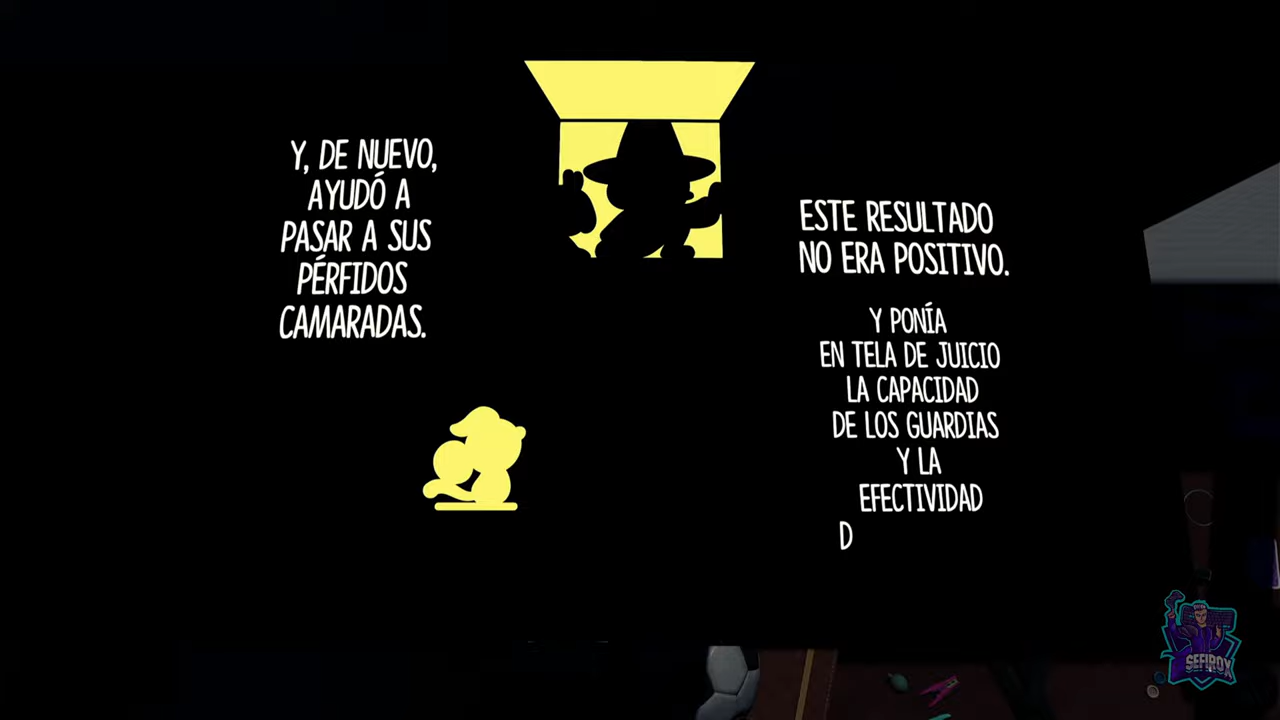 Y, DE NUEVO,
AYUDÓ A
PASAR A SUS
PÉRFIDOS
CAMARADAS.
ESTE RESULTADO
NO ERA POSITIVO.
Y PONÍA
EN TELA DE JUICIO
LA CAPACIDAD
DE LOS GUARDIAS
Y LA
EFECTIVIDAD
D
SEFIROX